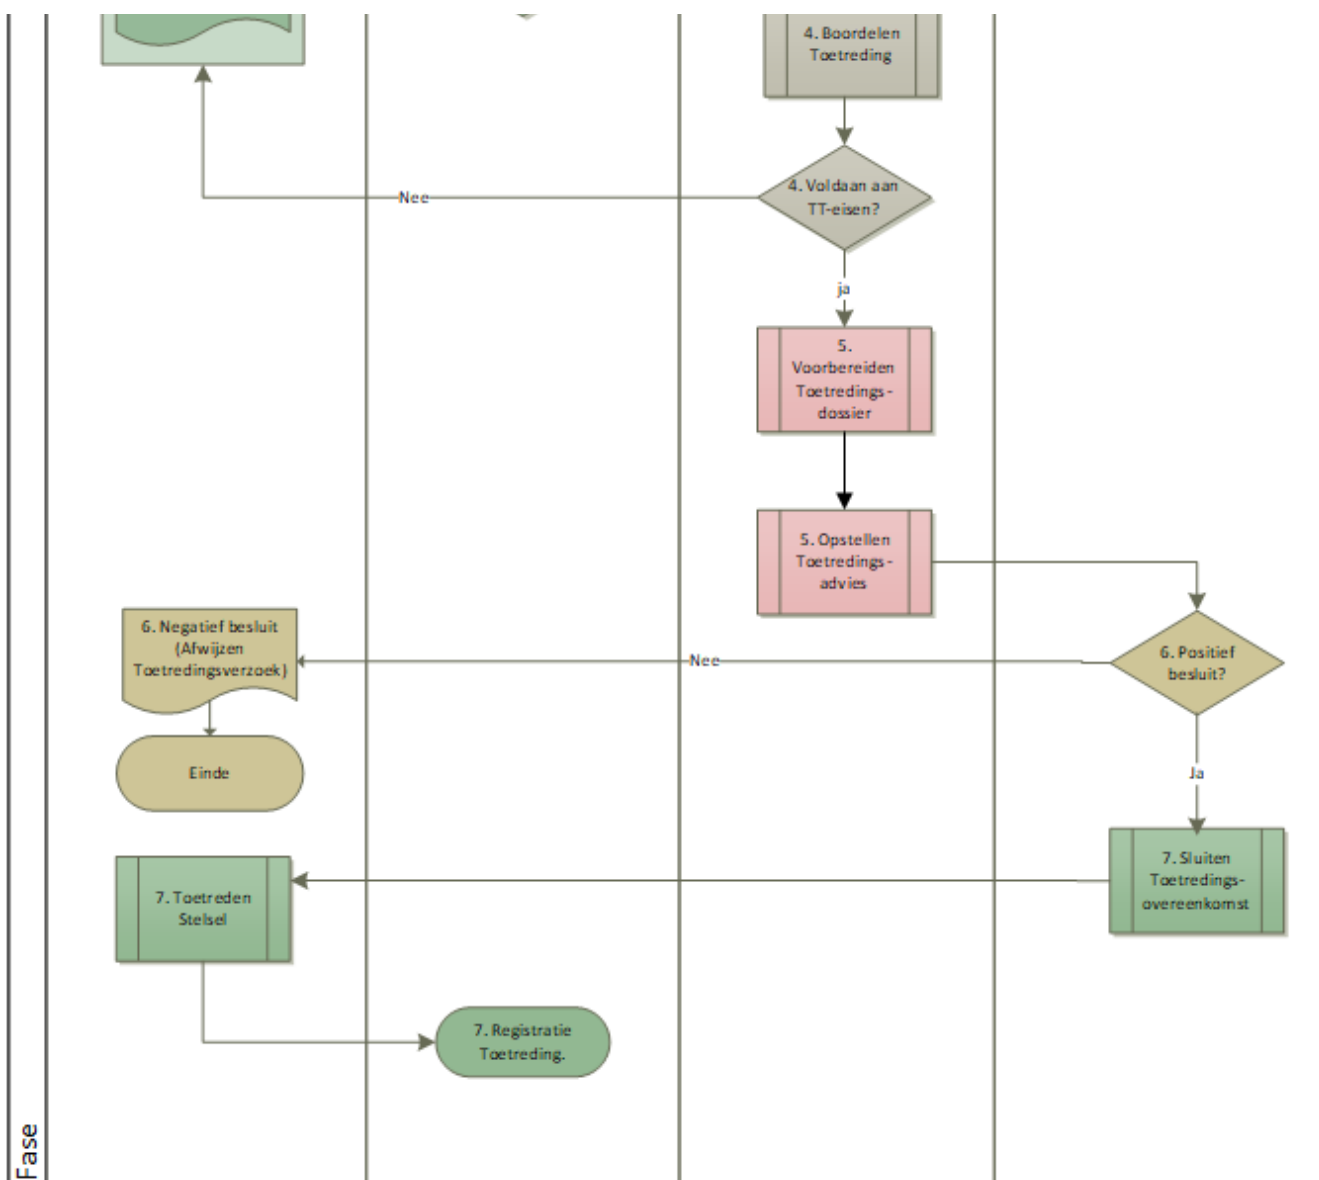 4. Boordelen
Toetreding
4. Voldaan aan
TT-eisen?
Nee
ja
5.
Voorbereiden
Toetredings-
dossier
5. Opstellen
Toetredings-
advies
6. Negatief besluit
(Afwijzen
Toetredingsverzoek)
Nee
6. Positief
besluit?
Einde
Ja
7. Sluiten
Toetredings-
overeenkomst
7. Toetreden
Stelsel
7. Registratie
Toetreding.
Fase